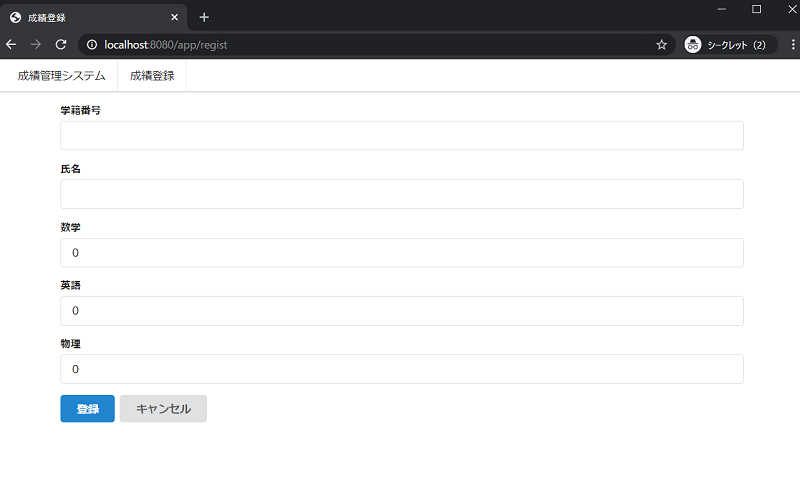 成績登録
localhost:8080/app/regist
シークレット（2）
成績管理システム
成績登録
学籍番号
氏名
数学
0
英語
0
物理
0
登録
キャンセル